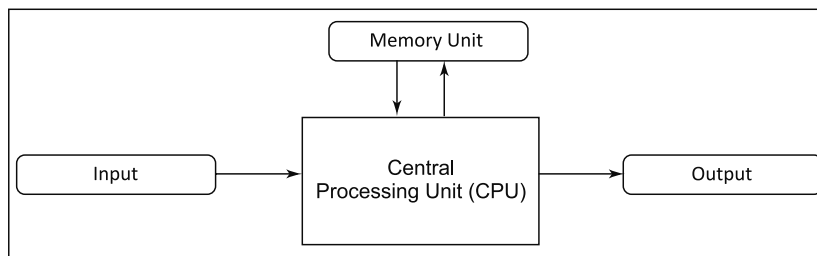 Memory Unit
Input
Central
Processing Unit (CPU)
Output